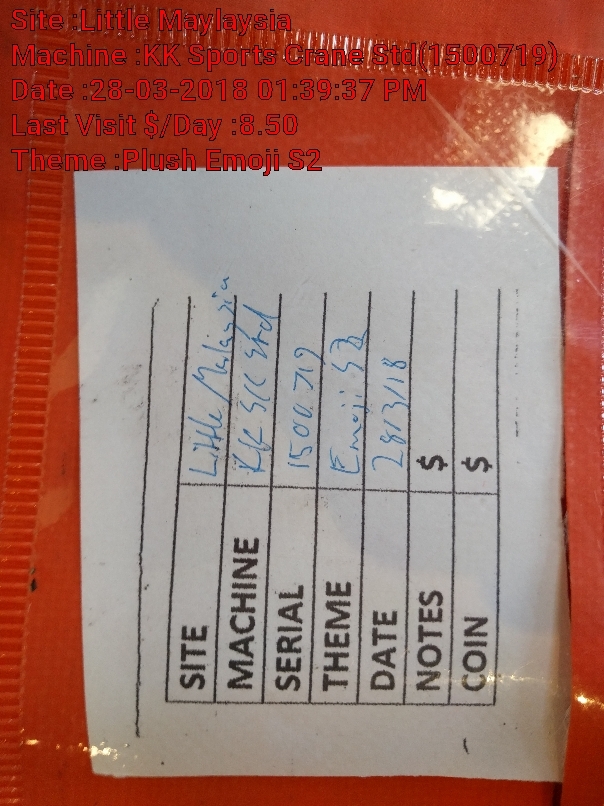 Site :Little Maylaysia
Machine :KK Sports Crane Std(1500719)
Date :28-03-2018 01:39:37 PM
Last Visit $/Day :8.50
Theme :Plush Emoji S2
SITE Little Malaysia
MACHINE KK S/C Std
SERIAL 1500719
THEME Emoji S2
DATE 28/3/18
NOTES $
COIN $